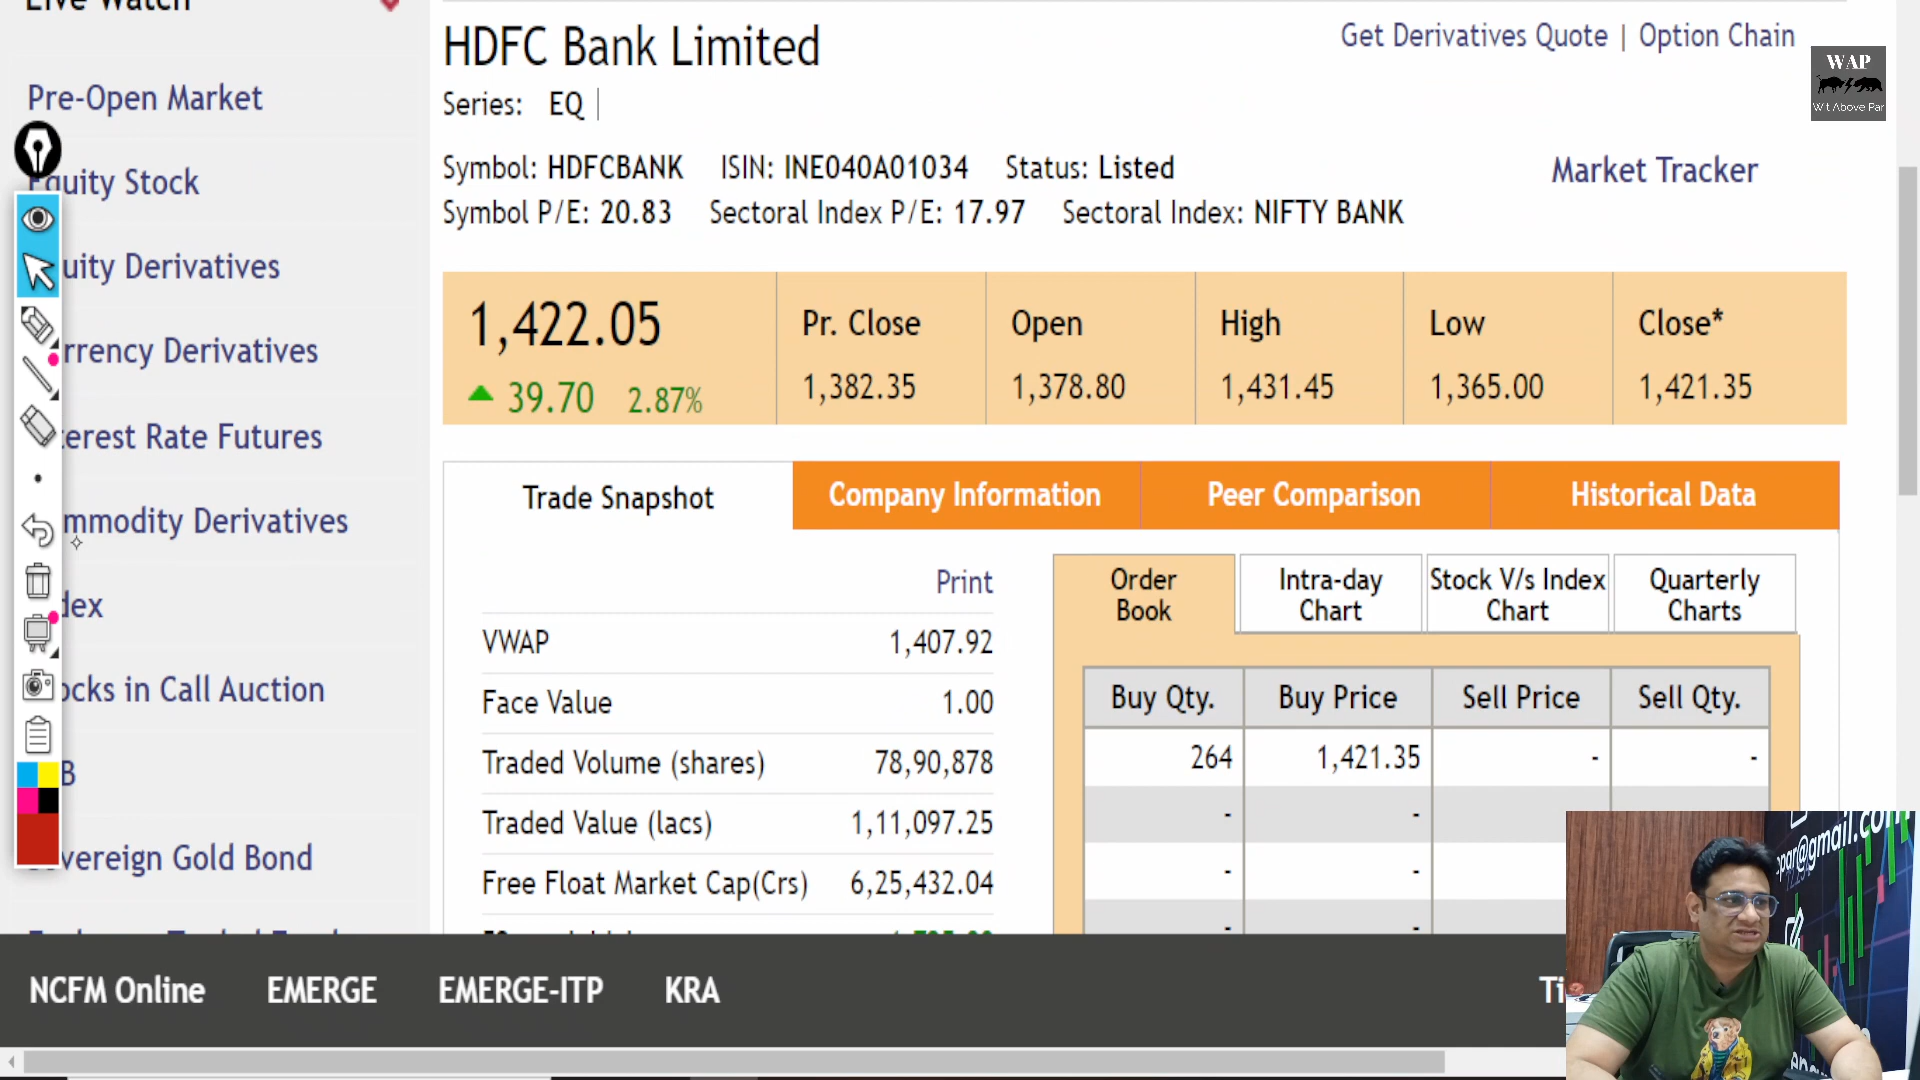 Live Watch
HDFC Bank Limited
Get Derivatives Quote | Option Chain
WAP
Series: EQ |
Pre-Open Market
Symbol: HDFCBANK ISIN: INE040A01034 Status: Listed
Market Tracker
Equity Stock
Symbol P/E: 20.83 Sectoral Index P/E: 17.97 Sectoral Index: NIFTY BANK
uity Derivatives
1,422.05 Pr. Close Open High Low Close*
39.70 2.87% 1,382.35 1,378.80 1,431.45 1,365.00 1,421.35
rrency Derivatives
terest Rate Futures
Trade Snapshot Company Information Peer Comparison Historical Data
mmodity Derivatives
Print
Order Book
Intra-day Chart
Stock V/s Index Chart
Quarterly Charts
dex
VWAP 1,407.92
ocks in Call Auction
Face Value 1.00
Buy Qty. Buy Price Sell Price Sell Qty.
Traded Volume (shares) 78,90,878
264 1,421.35 - -
B
Traded Value (lacs) 1,11,097.25
- -
vereign Gold Bond
Free Float Market Cap(Crs) 6,25,432.04
- -
par@gmail.com
NCFM Online EMERGE EMERGE-ITP KRA
Ti